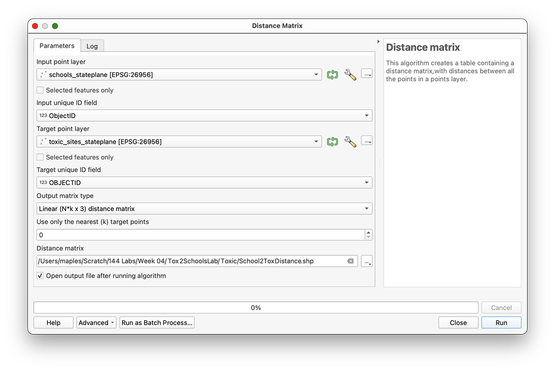 Distance Matrix
Parameters
Log
Input point layer
schools_stateplane [EPSG:26956]
Selected features only
Input unique ID field
123 ObjectID
Target point layer
toxic_sites_stateplane [EPSG:26956]
Selected features only
Target unique ID field
123 OBJECTID
Output matrix type
Linear (N*k x 3) distance matrix
Use only the nearest (k) target points
0
Distance matrix
/Users/maples/Scratch/144 Labs/Week 04/Tox2SchoolsLab/Toxic/School2ToxDistance.shp
...
Open output file after running algorithm
Distance matrix
This algorithm creates a table containing a
distance matrix,with distances between all
the points in a points layer.
0%
Cancel
Help
Advanced
Run as Batch Process...
Close
Run